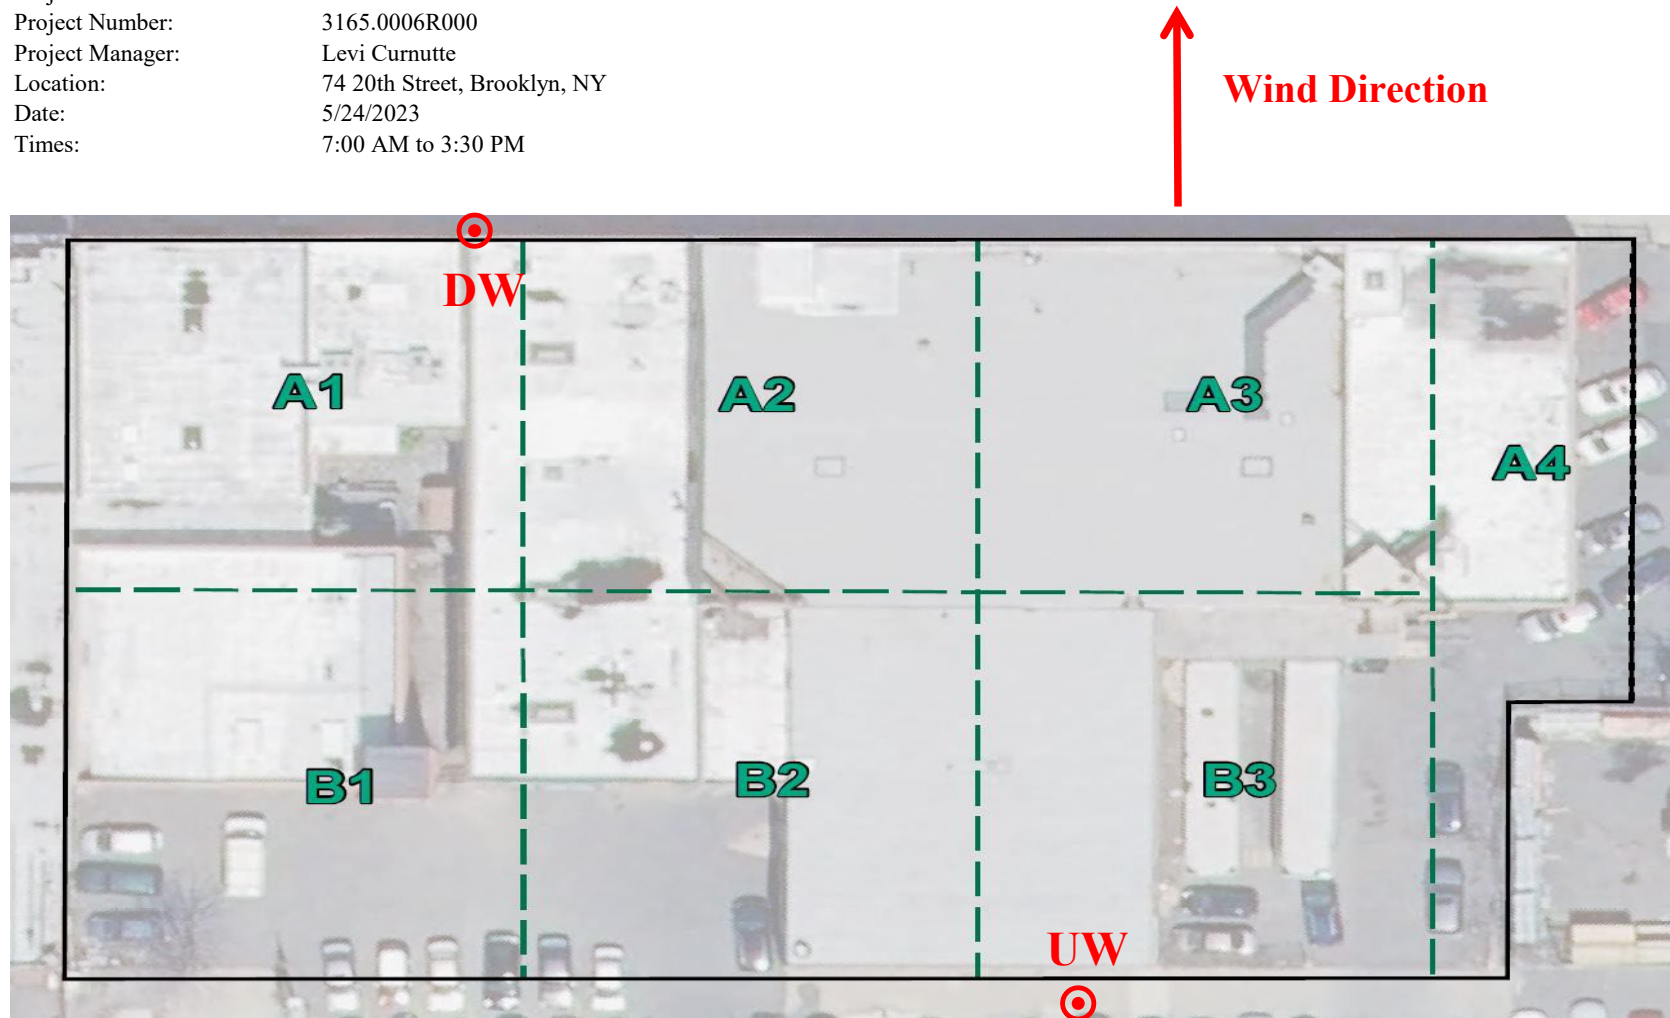 Project Number: 3165.0006R000
Project Manager: Levi Curnutte
Location: 74 20th Street, Brooklyn, NY
Date: 5/24/2023
Times: 7:00 AM to 3:30 PM
Wind Direction
DW
A1
A2
A3
A4
B1
B2
B3
UW